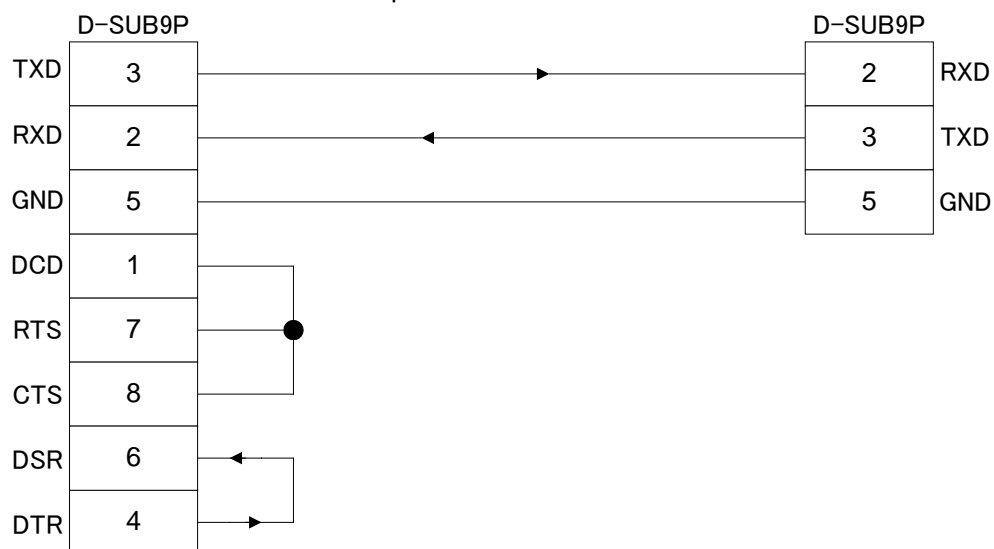 D-SUB9P D-SUB9P
TXD 3 2 RXD
RXD 2 3 TXD
GND 5 5 GND
DCD 1
RTS 7
CTS 8
DSR 6
DTR 4